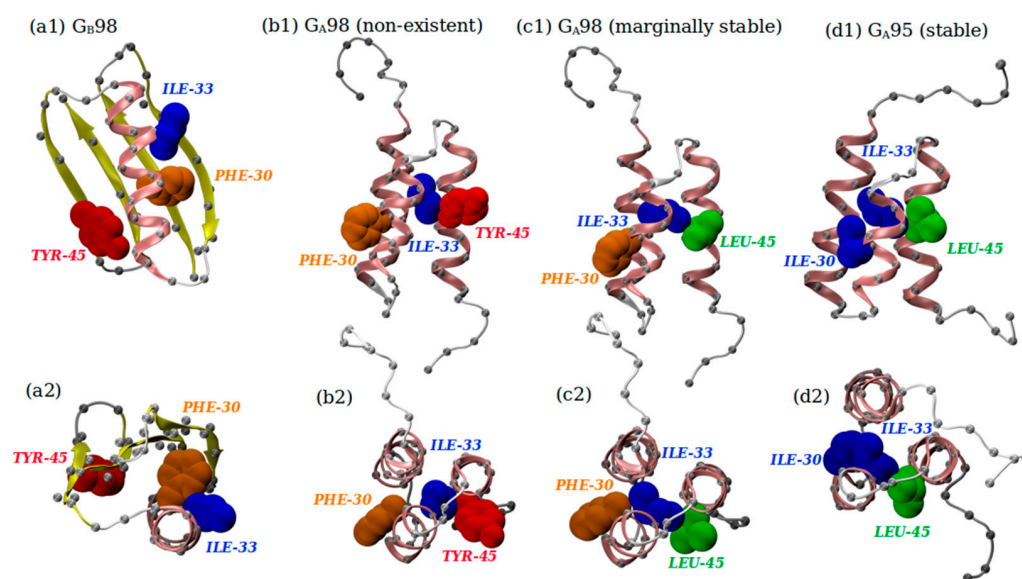 (a1) GB98
(b1) GA98 (non-existent)
(c1) GA98 (marginally stable)
(d1) GA95 (stable)
ILE-33
PHE-30
TYR-45
PHE-30
ILE-33
TYR-45
ILE-33
PHE-30
LEU-45
ILE-33
ILE-30
LEU-45
(a2)
PHE-30
TYR-45
ILE-33
(b2)
ILE-33
PHE-30
TYR-45
(c2)
ILE-33
PHE-30
LEU-45
(d2)
ILE-33
ILE-30
LEU-45